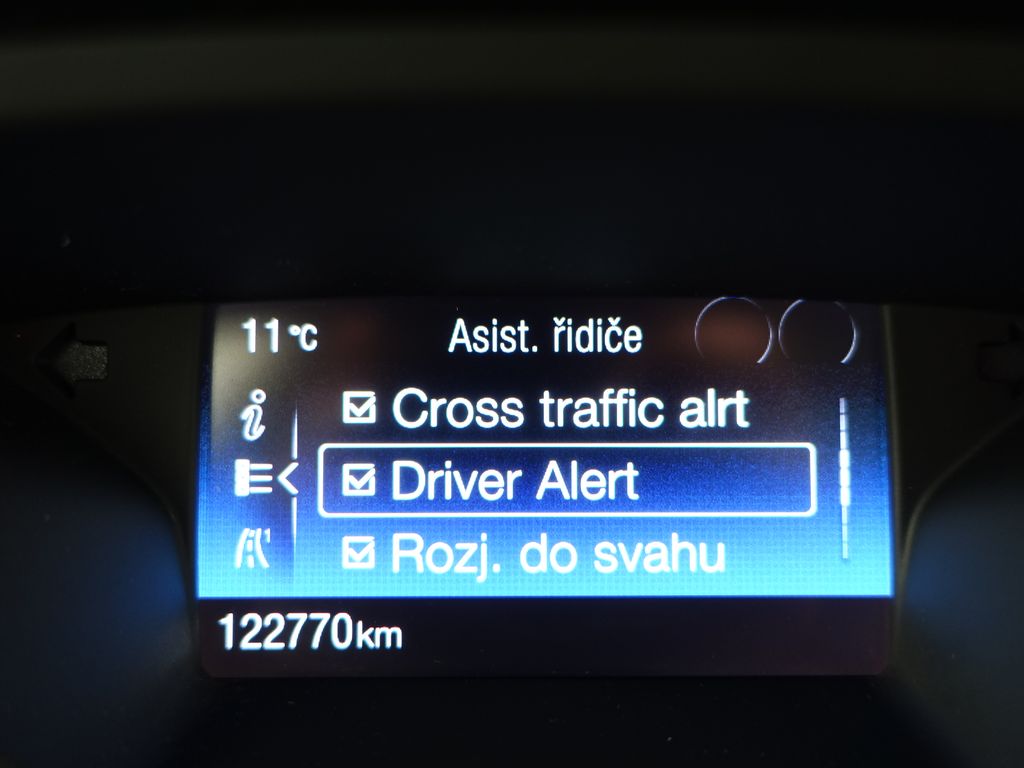 11°C Asist. řidiče
Cross traffic alrt
Driver Alert
Rozj. do svahu
122770km